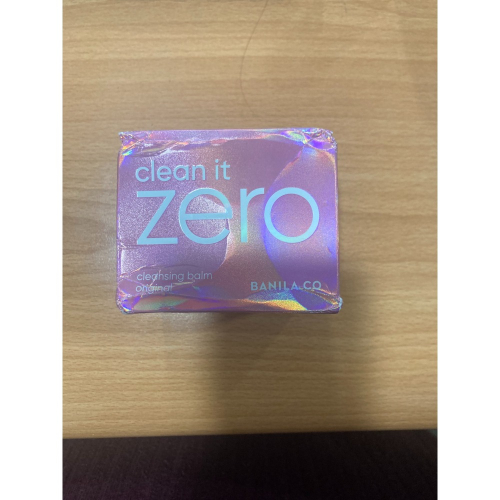 clean it
zero
cleansing balm
original
BANILA CO